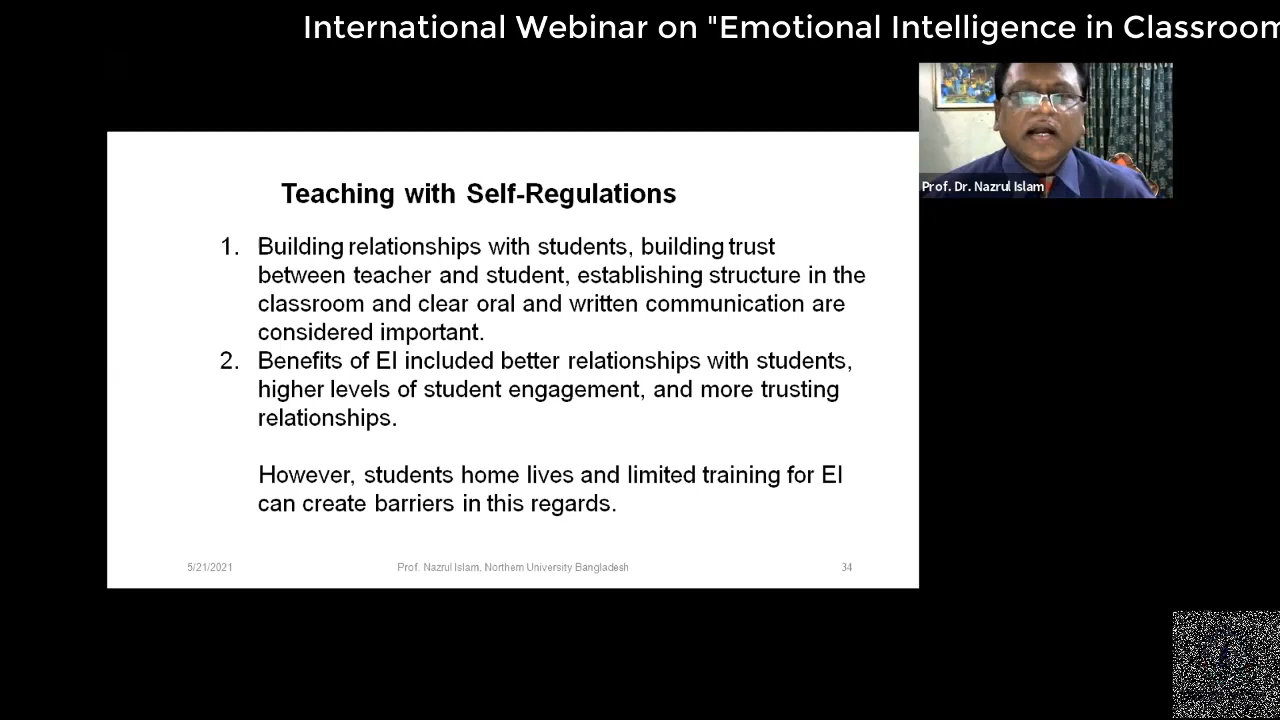 International Webinar on "Emotional Intelligence in Classroom
Prof. Dr. Nazrul Islam
Teaching with Self-Regulations
1. Building relationships with students, building trust
between teacher and student, establishing structure in the
classroom and clear oral and written communication are
considered important.
2. Benefits of EI included better relationships with students,
higher levels of student engagement, and more trusting
relationships.
However, students home lives and limited training for EI
can create barriers in this regards.
5/21/2021 Prof. Nazrul Islam, Northern University Bangladesh 34